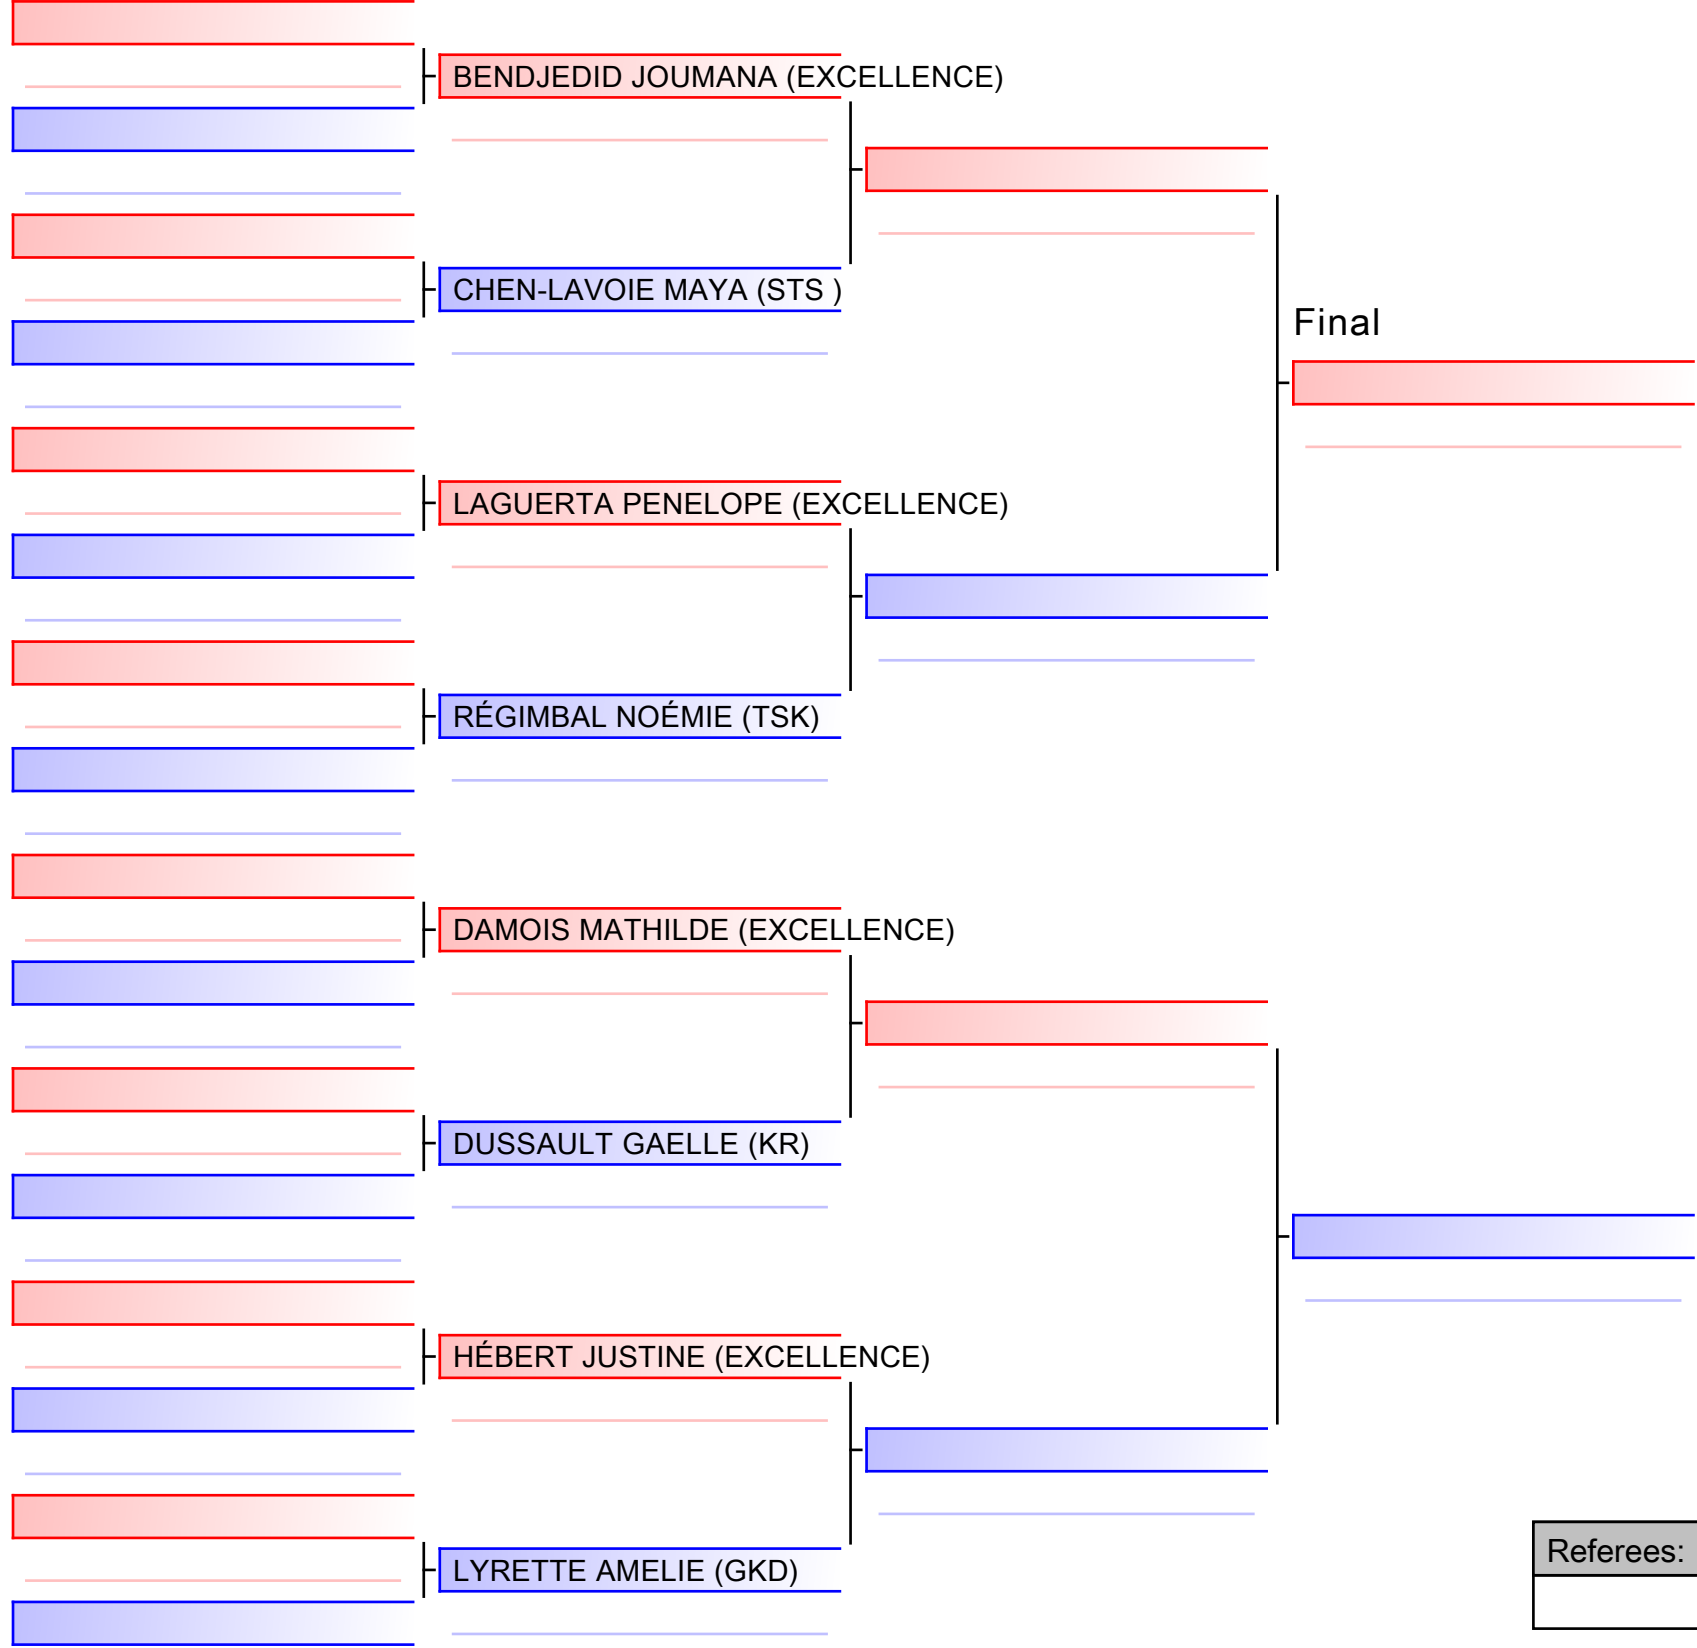 BENDJEDID JOUMANA (EXCELLENCE)
CHEN-LAVOIE MAYA (STS )
Final
LAGUERTA PENELOPE (EXCELLENCE)
RÉGIMBAL NOÉMIE (TSK)
DAMOIS MATHILDE (EXCELLENCE)
DUSSAULT GAELLE (KR)
HÉBERT JUSTINE (EXCELLENCE)
LYRETTE AMELIE (GKD)
Referees: